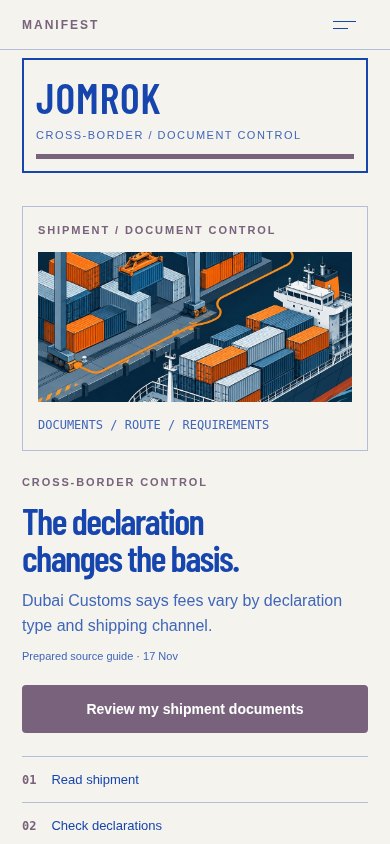 MANIFEST
JOMROK
CROSS-BORDER / DOCUMENT CONTROL
SHIPMENT / DOCUMENT CONTROL
DOCUMENTS / ROUTE / REQUIREMENTS
CROSS-BORDER CONTROL
The declaration
changes the basis.
Dubai Customs says fees vary by declaration
type and shipping channel.
Prepared source guide · 17 Nov
Review my shipment documents
01 Read shipment
02 Check declarations